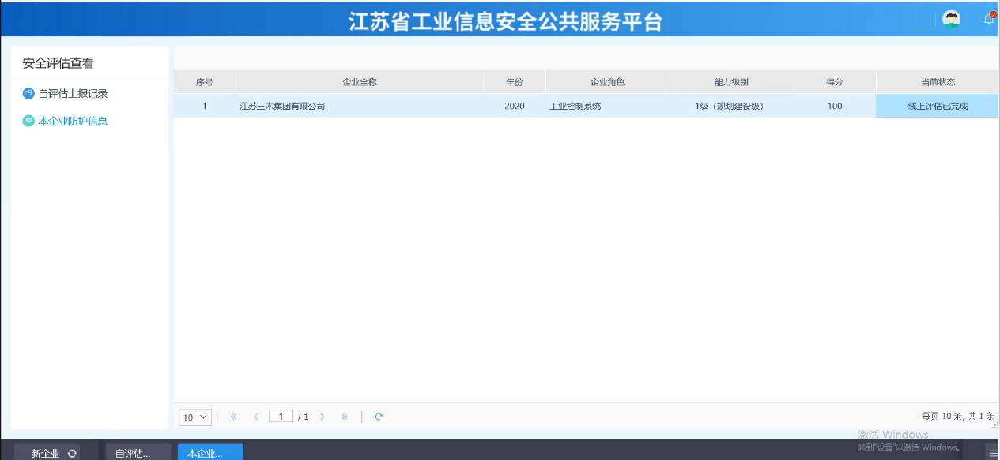 江苏省工业信息安全公共服务平台
2
安全评估查看
自评估上报记录
本企业防护信息
序号 企业全称 年份 企业角色 能力级别 得分 当前状态
1 江苏三木集团有限公司 2020 工业控制系统 1级（规划建设级） 100 线上评估已完成
10 1 / 1 每页 10 条, 共 1 条
激活 Windows
转到"设置"以激活 Windows。
新企业 自评估... 本企业...